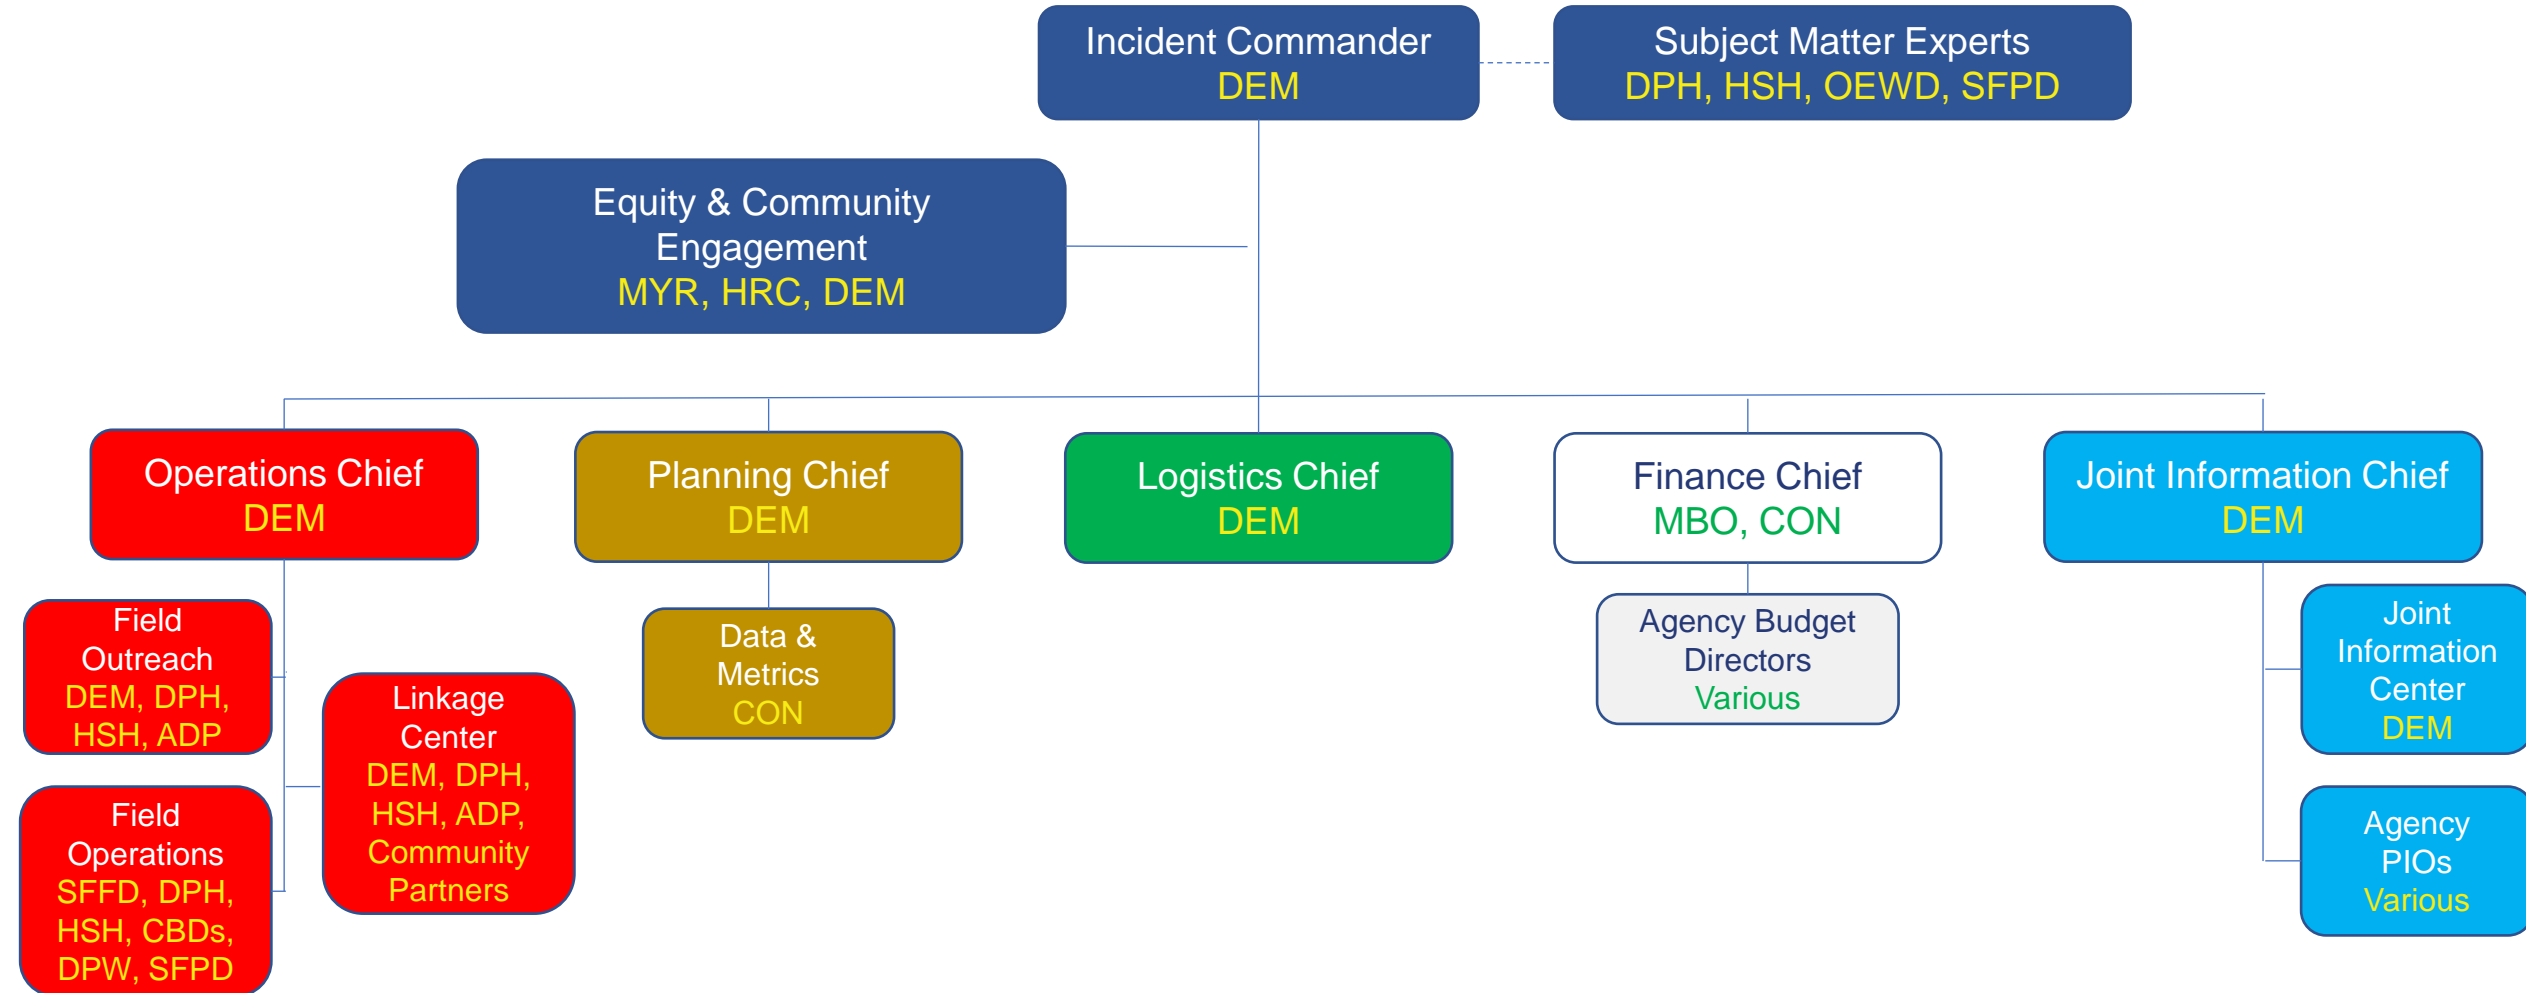 Incident Commander
DEM
Subject Matter Experts
DPH, HSH, OEWD, SFPD
Equity & Community
Engagement
MYR, HRC, DEM
Operations Chief
DEM
Planning Chief
DEM
Logistics Chief
DEM
Finance Chief
MBO, CON
Joint Information Chief
DEM
Field
Outreach
DEM, DPH,
HSH, ADP
Linkage
Center
DEM, DPH,
HSH, ADP,
Community
Partners
Field
Operations
SFFD, DPH,
HSH, CBDs,
DPW, SFPD
Data &
Metrics
CON
Agency Budget
Directors
Various
Joint
Information
Center
DEM
Agency
PIOs
Various